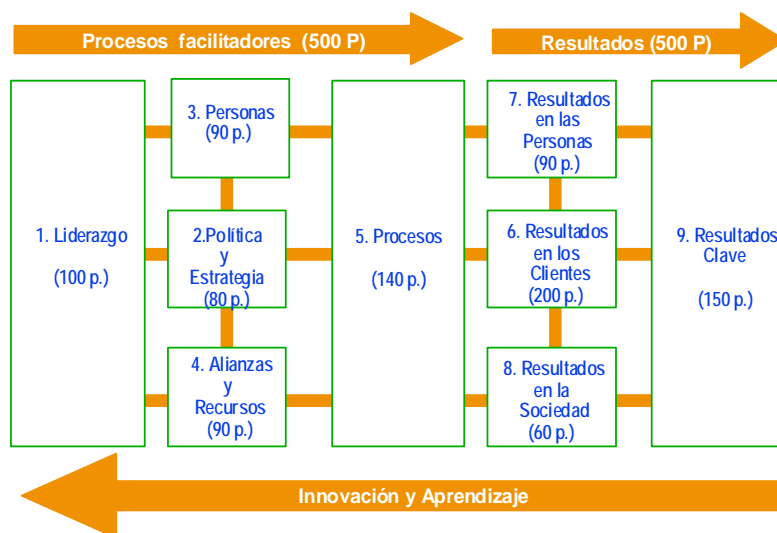 Procesos facilitadores (500 P)
Resultados (500 P)
1. Liderazgo
(100 p.)
3. Personas
(90 p.)
2.Política
y
Estrategia
(80 p.)
4. Alianzas
y
Recursos
(90 p.)
5. Procesos
(140 p.)
7. Resultados
en las
Personas
(90 p.)
6. Resultados
en los
Clientes
(200 p.)
8. Resultados
en la
Sociedad
(60 p.)
9. Resultados
Clave
(150 p.)
Innovación y Aprendizaje